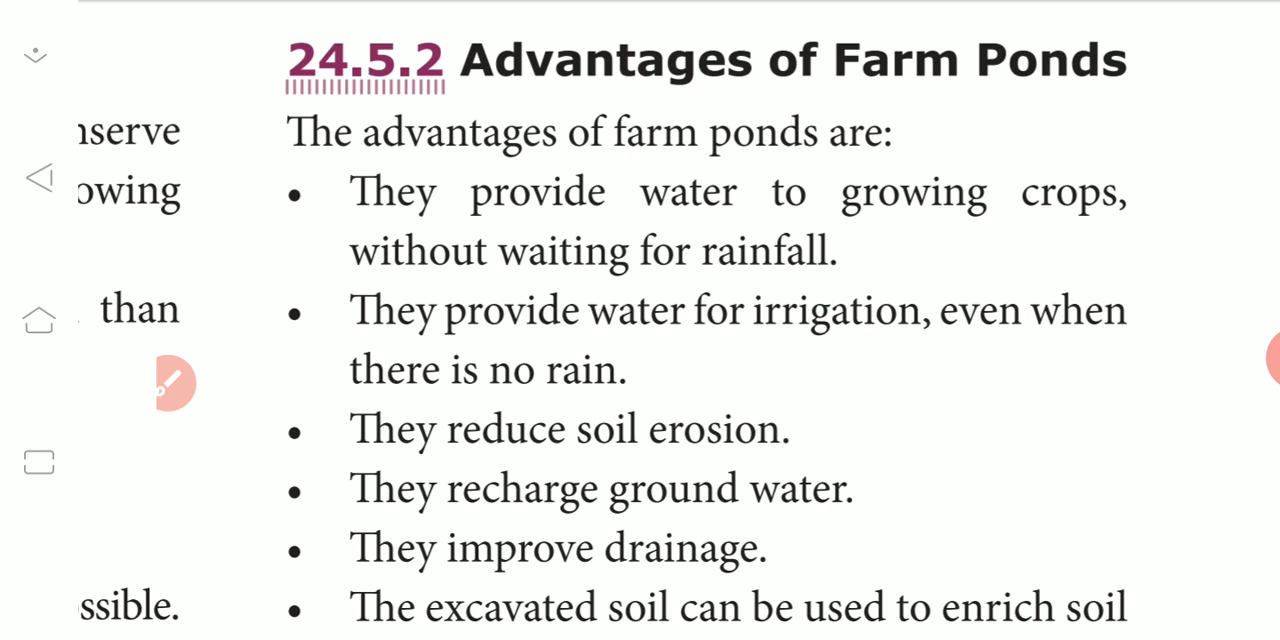 24.5.2 Advantages of Farm Ponds
The advantages of farm ponds are:
• They provide water to growing crops,
without waiting for rainfall.
• They provide water for irrigation, even when
there is no rain.
• They reduce soil erosion.
• They recharge ground water.
• They improve drainage.
• The excavated soil can be used to enrich soil
nserve
owing
than
ssible.